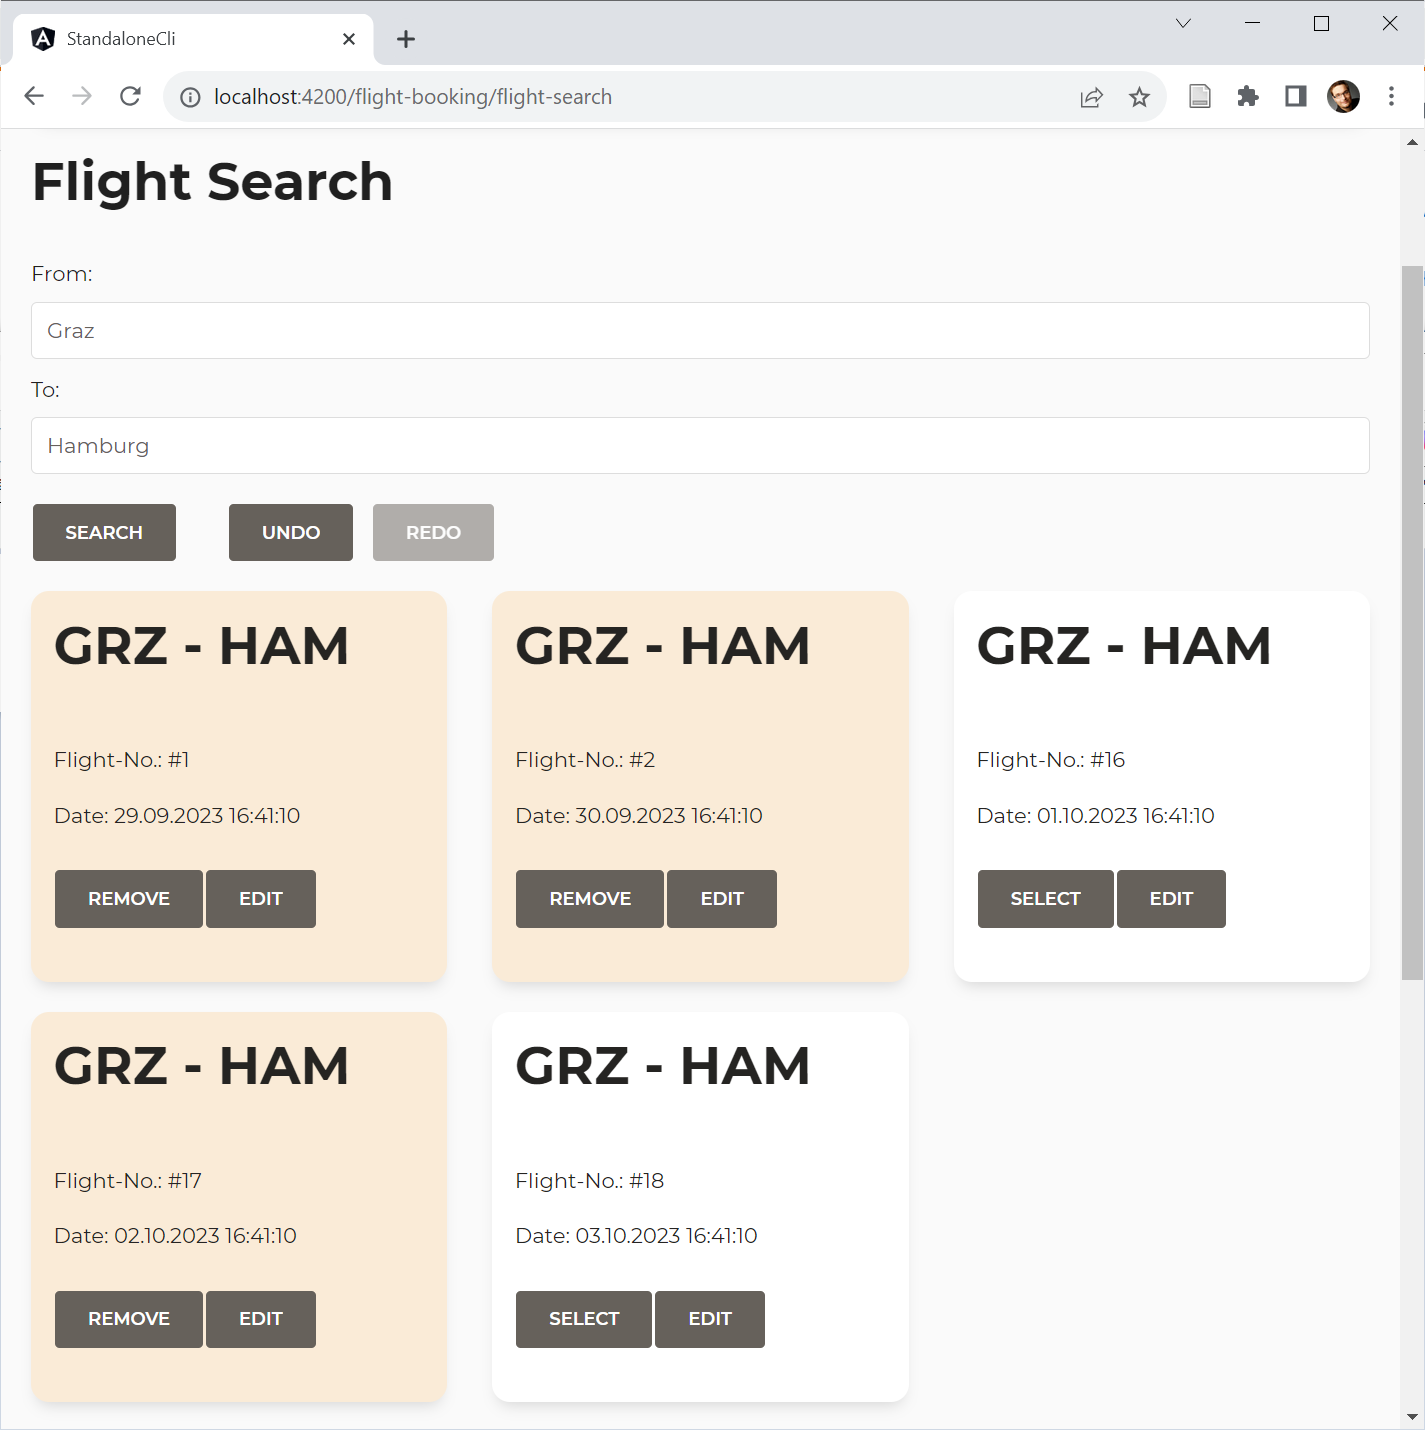 StandaloneCli
localhost:4200/flight-booking/flight-search
Flight Search
From:
Graz
To:
Hamburg
SEARCH UNDO REDO
GRZ - HAM GRZ - HAM GRZ - HAM
Flight-No.: #1 Flight-No.: #2 Flight-No.: #16
Date: 29.09.2023 16:41:10 Date: 30.09.2023 16:41:10 Date: 01.10.2023 16:41:10
REMOVE EDIT REMOVE EDIT SELECT EDIT
GRZ - HAM GRZ - HAM
Flight-No.: #17 Flight-No.: #18
Date: 02.10.2023 16:41:10 Date: 03.10.2023 16:41:10
REMOVE EDIT SELECT EDIT